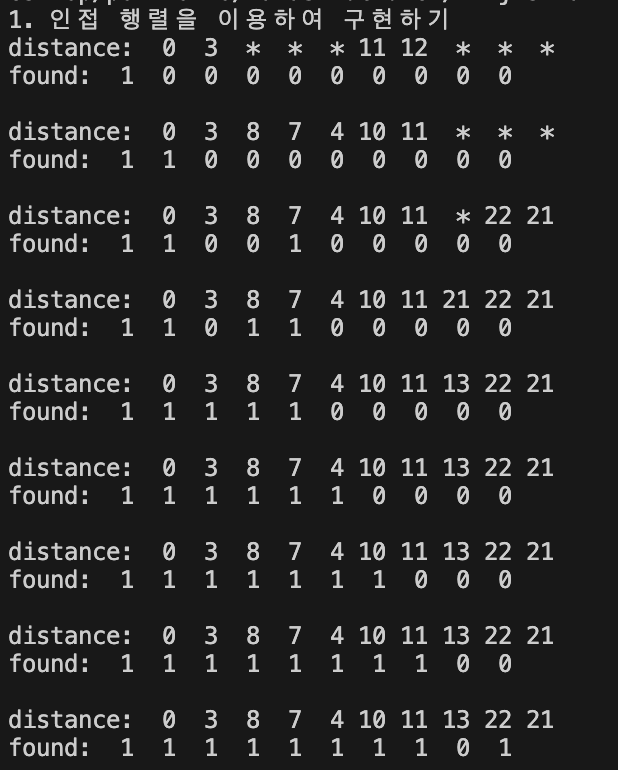 1. 인접 행렬을 이용하여 구현하기
distance: 0 3 * * * 11 12 * * *
found: 1 0 0 0 0 0 0 0 0 0

distance: 0 3 8 7 4 10 11 * * *
found: 1 1 0 0 0 0 0 0 0 0

distance: 0 3 8 7 4 10 11 * 22 21
found: 1 1 0 0 1 0 0 0 0 0

distance: 0 3 8 7 4 10 11 21 22 21
found: 1 1 0 1 1 0 0 0 0 0

distance: 0 3 8 7 4 10 11 13 22 21
found: 1 1 1 1 1 0 0 0 0 0

distance: 0 3 8 7 4 10 11 13 22 21
found: 1 1 1 1 1 1 0 0 0 0

distance: 0 3 8 7 4 10 11 13 22 21
found: 1 1 1 1 1 1 1 0 0 0

distance: 0 3 8 7 4 10 11 13 22 21
found: 1 1 1 1 1 1 1 1 0 0

distance: 0 3 8 7 4 10 11 13 22 21
found: 1 1 1 1 1 1 1 1 0 1